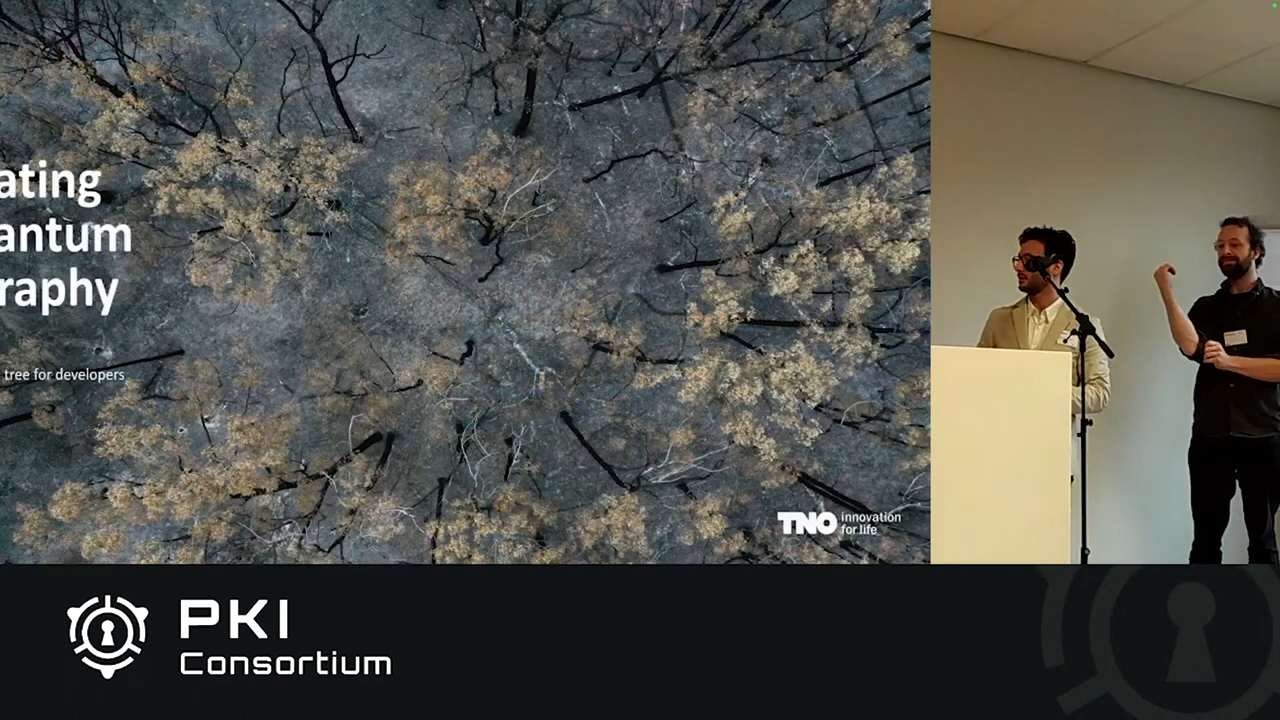 ating
antum
raphy
tree for developers
TNO innovation
for life
PKI
Consortium